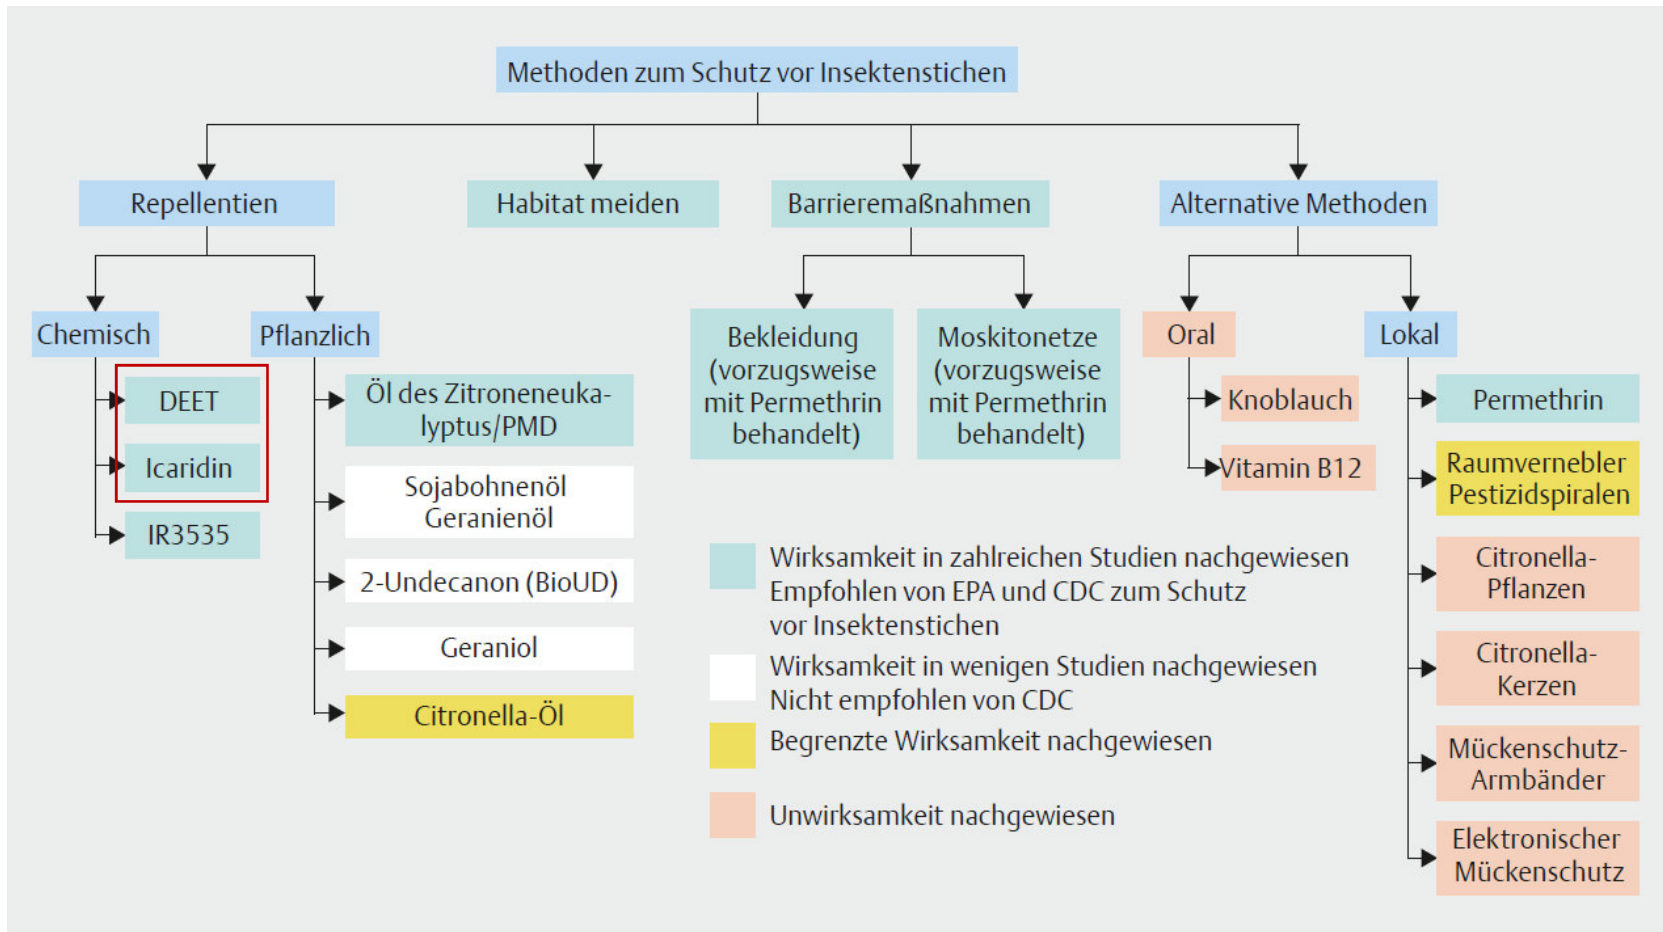 Methoden zum Schutz vor Insektenstichen
Repellentien
Habitat meiden
Barrieremaßnahmen
Alternative Methoden
Chemisch
Pflanzlich
DEET
Icaridin
IR3535
Öl des Zitroneneuka-
lyptus/PMD
Sojabohnenöl
Geranienöl
2-Undecanon (BioUD)
Geraniol
Citronella-Öl
Bekleidung
(vorzugsweise
mit Permethrin
behandelt)
Moskitonetze
(vorzugsweise
mit Permethrin
behandelt)
Oral
Lokal
Knoblauch
Vitamin B12
Permethrin
Raumvernebler
Pestizidspiralen
Citronella-
Pflanzen
Citronella-
Kerzen
Mückenschutz-
Armbänder
Elektronischer
Mückenschutz
Wirksamkeit in zahlreichen Studien nachgewiesen
Empfohlen von EPA und CDC zum Schutz
vor Insektenstichen
Wirksamkeit in wenigen Studien nachgewiesen
Nicht empfohlen von CDC
Begrenzte Wirksamkeit nachgewiesen
Unwirksamkeit nachgewiesen